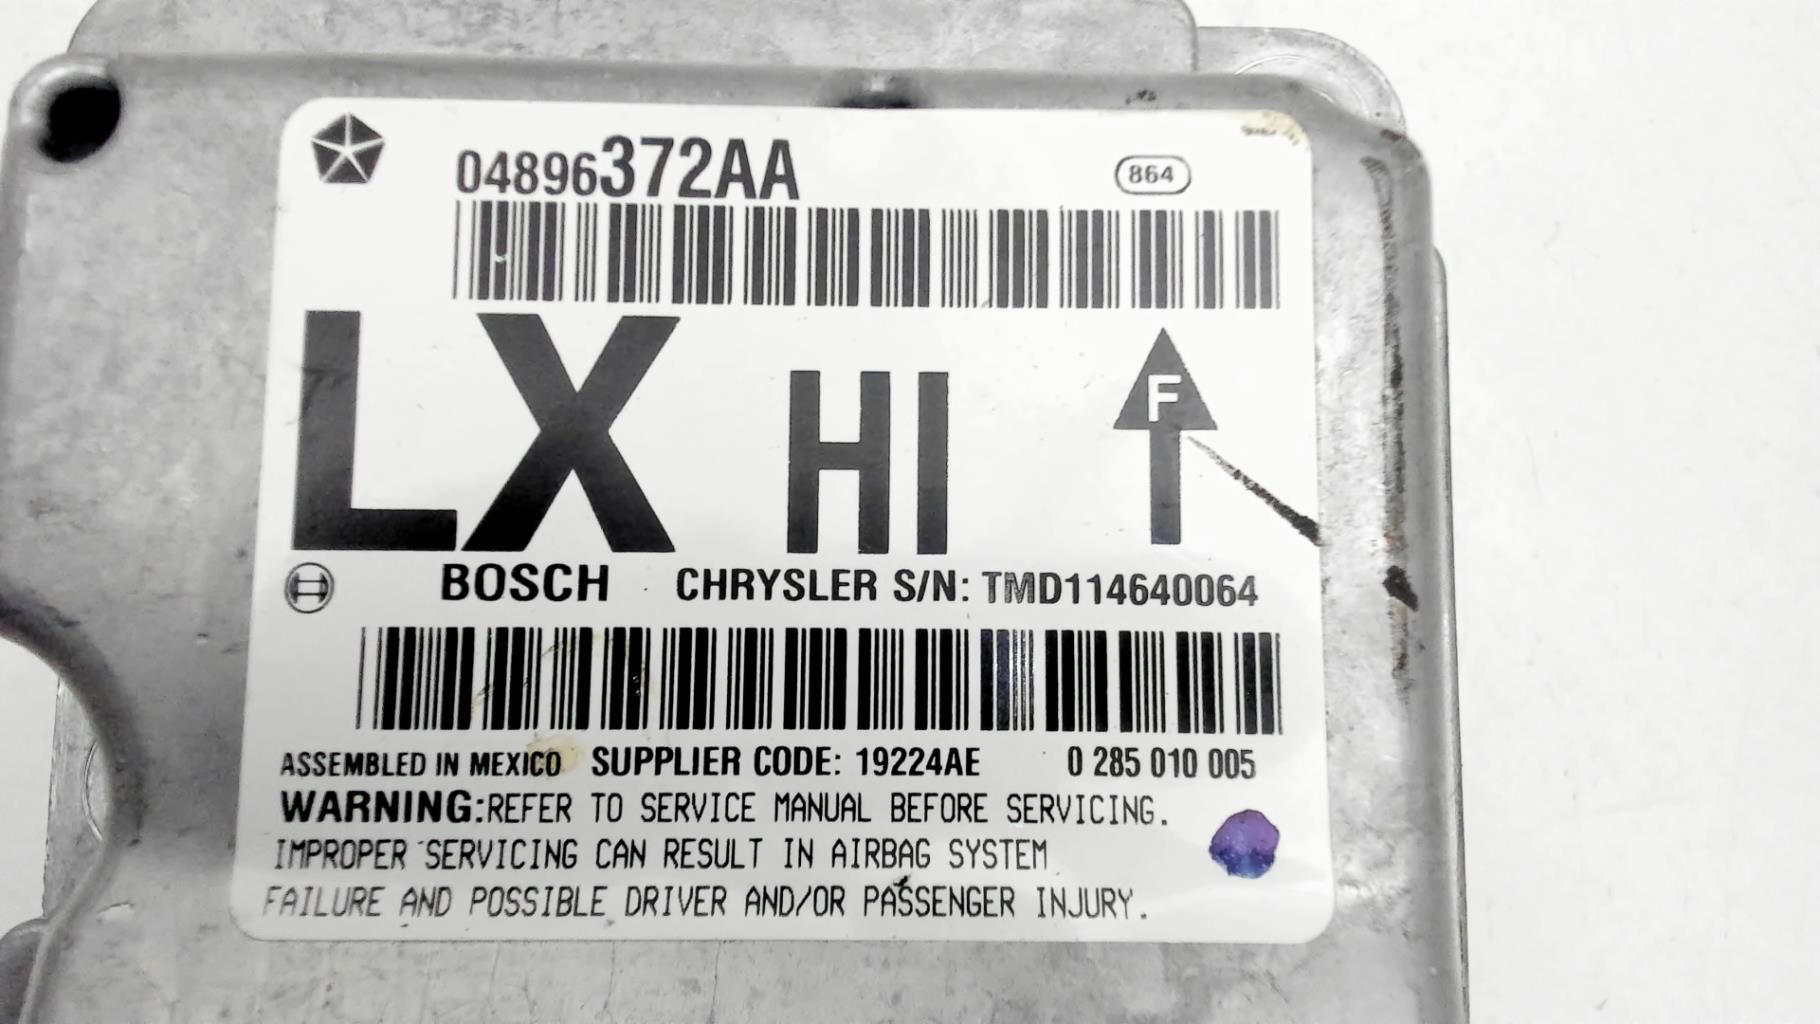 04896372AA 864
LX HI F
BOSCH CHRYSLER S/N: TMD114640064
ASSEMBLED IN MEXICO SUPPLIER CODE: 19224AE 0 285 010 005
WARNING:REFER TO SERVICE MANUAL BEFORE SERVICING.
IMPROPER SERVICING CAN RESULT IN AIRBAG SYSTEM
FAILURE AND POSSIBLE DRIVER AND/OR PASSENGER INJURY.